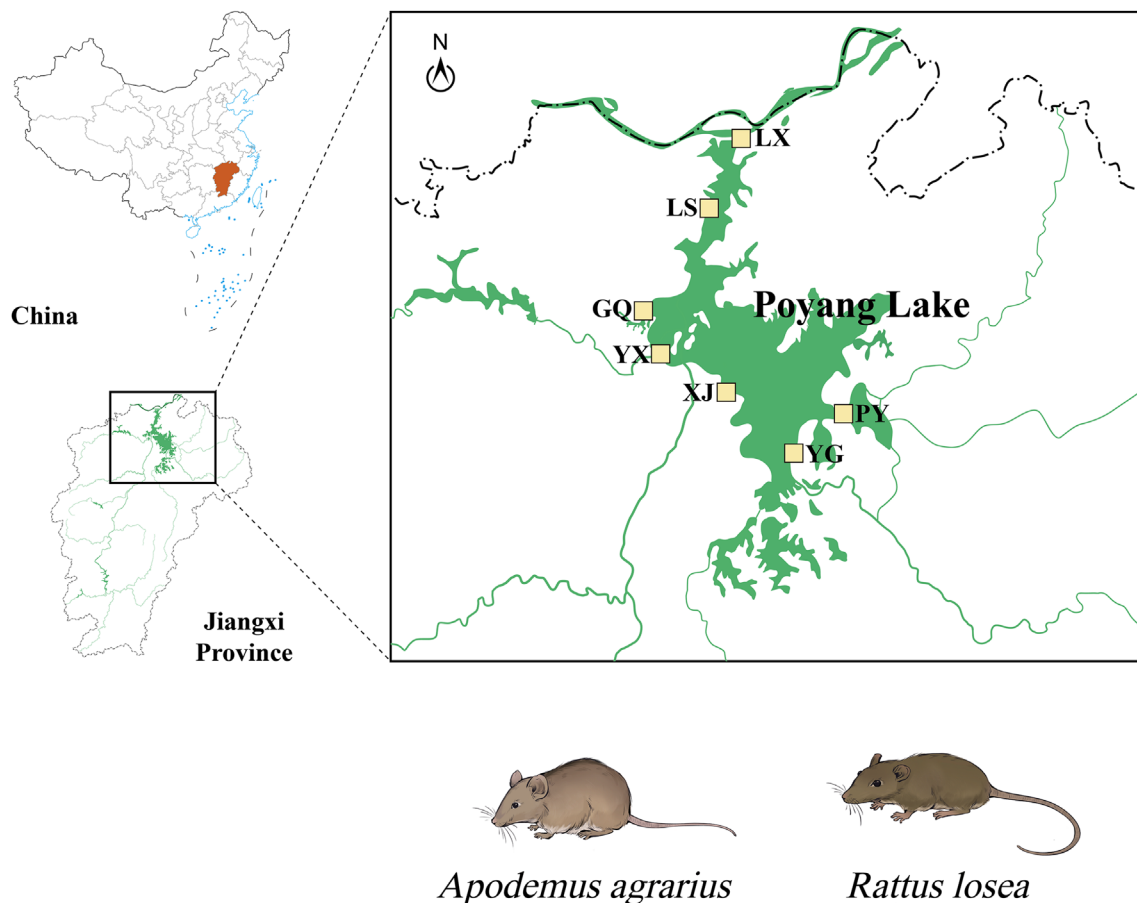 N
LX
LS
GQ
Poyang Lake
YX
XJ
PY
YG
China
Jiangxi
Province
Apodemus agrarius
Rattus losea